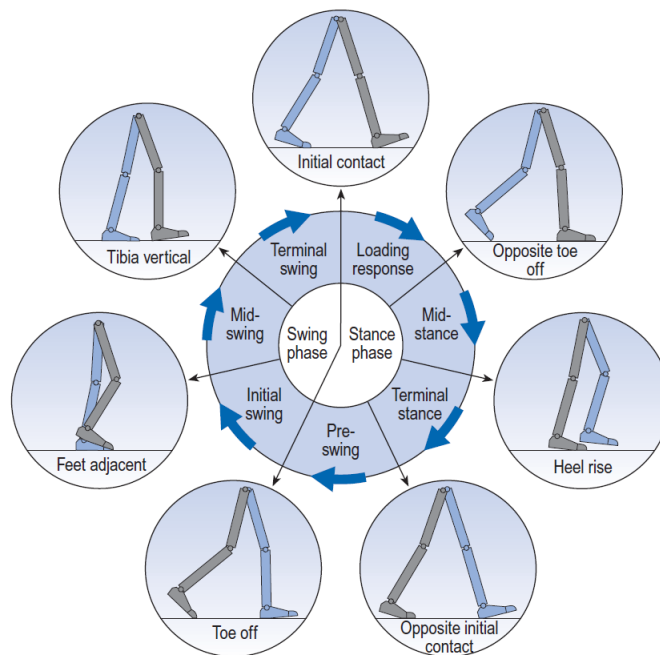 Initial contact
Opposite toe
off
Heel rise
Opposite initial
contact
Toe off
Feet adjacent
Tibia vertical
Loading
response
Mid-
stance
Terminal
stance
Pre-
swing
Initial
swing
Mid-
swing
Terminal
swing
Swing
phase
Stance
phase